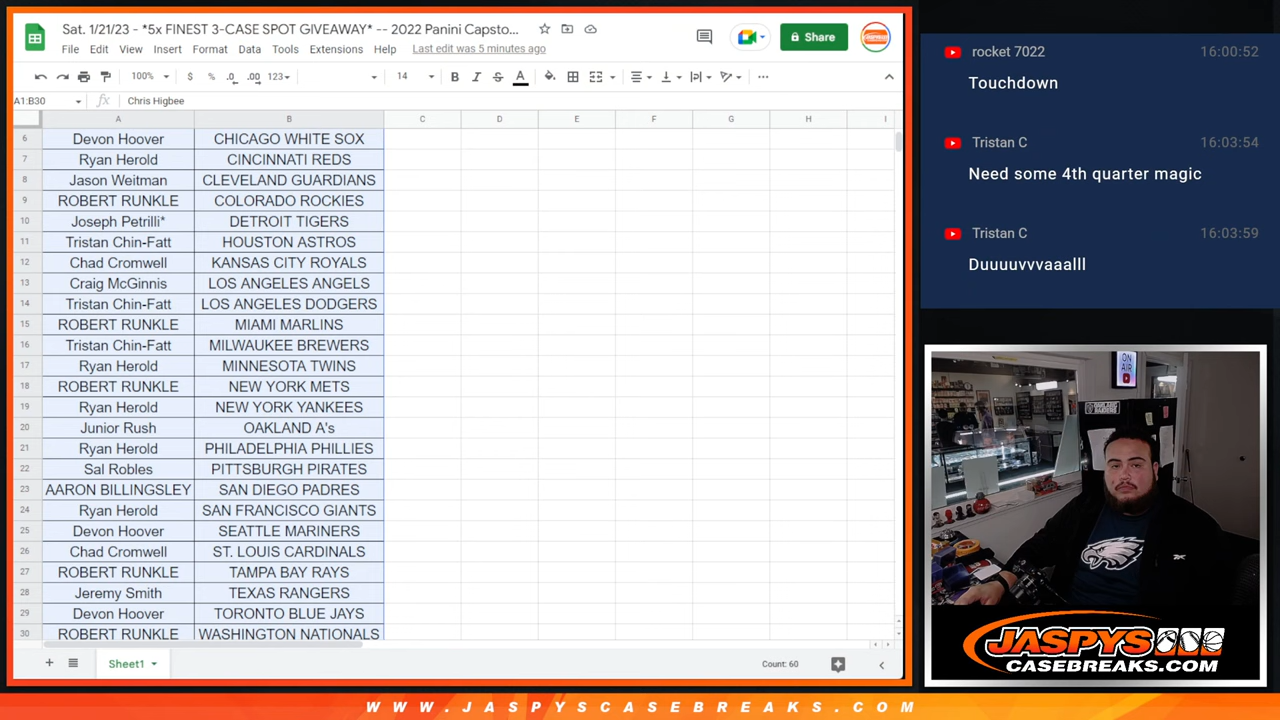 Sat. 1/21/23 - *5x FINEST 3-CASE SPOT GIVEAWAY* -- 2022 Panini Capsto...
File Edit View Insert Format Data Tools Extensions Help Last edit was 5 minutes ago
Share
100% $ % .0 .00 123 14 B I S A
A1:B30 fx Chris Higbee
A B C D E F G H I
6 Devon Hoover CHICAGO WHITE SOX
7 Ryan Herold CINCINNATI REDS
8 Jason Weitman CLEVELAND GUARDIANS
9 ROBERT RUNKLE COLORADO ROCKIES
10 Joseph Petrilli* DETROIT TIGERS
11 Tristan Chin-Fatt HOUSTON ASTROS
12 Chad Cromwell KANSAS CITY ROYALS
13 Craig McGinnis LOS ANGELES ANGELS
14 Tristan Chin-Fatt LOS ANGELES DODGERS
15 ROBERT RUNKLE MIAMI MARLINS
16 Tristan Chin-Fatt MILWAUKEE BREWERS
17 Ryan Herold MINNESOTA TWINS
18 ROBERT RUNKLE NEW YORK METS
19 Ryan Herold NEW YORK YANKEES
20 Junior Rush OAKLAND A's
21 Ryan Herold PHILADELPHIA PHILLIES
22 Sal Robles PITTSBURGH PIRATES
23 AARON BILLINGSLEY SAN DIEGO PADRES
24 Ryan Herold SAN FRANCISCO GIANTS
25 Devon Hoover SEATTLE MARINERS
26 Chad Cromwell ST. LOUIS CARDINALS
27 ROBERT RUNKLE TAMPA BAY RAYS
28 Jeremy Smith TEXAS RANGERS
29 Devon Hoover TORONTO BLUE JAYS
30 ROBERT RUNKLE WASHINGTON NATIONALS
Sheet1 Count: 60
rocket 7022 16:00:52
Touchdown
Tristan C 16:03:54
Need some 4th quarter magic
Tristan C 16:03:59
Duuuuvvvaaalll
ON AIR
JASPYS
CASEBREAKS.COM
WWW.JASPYSCASEBREAKS.COM